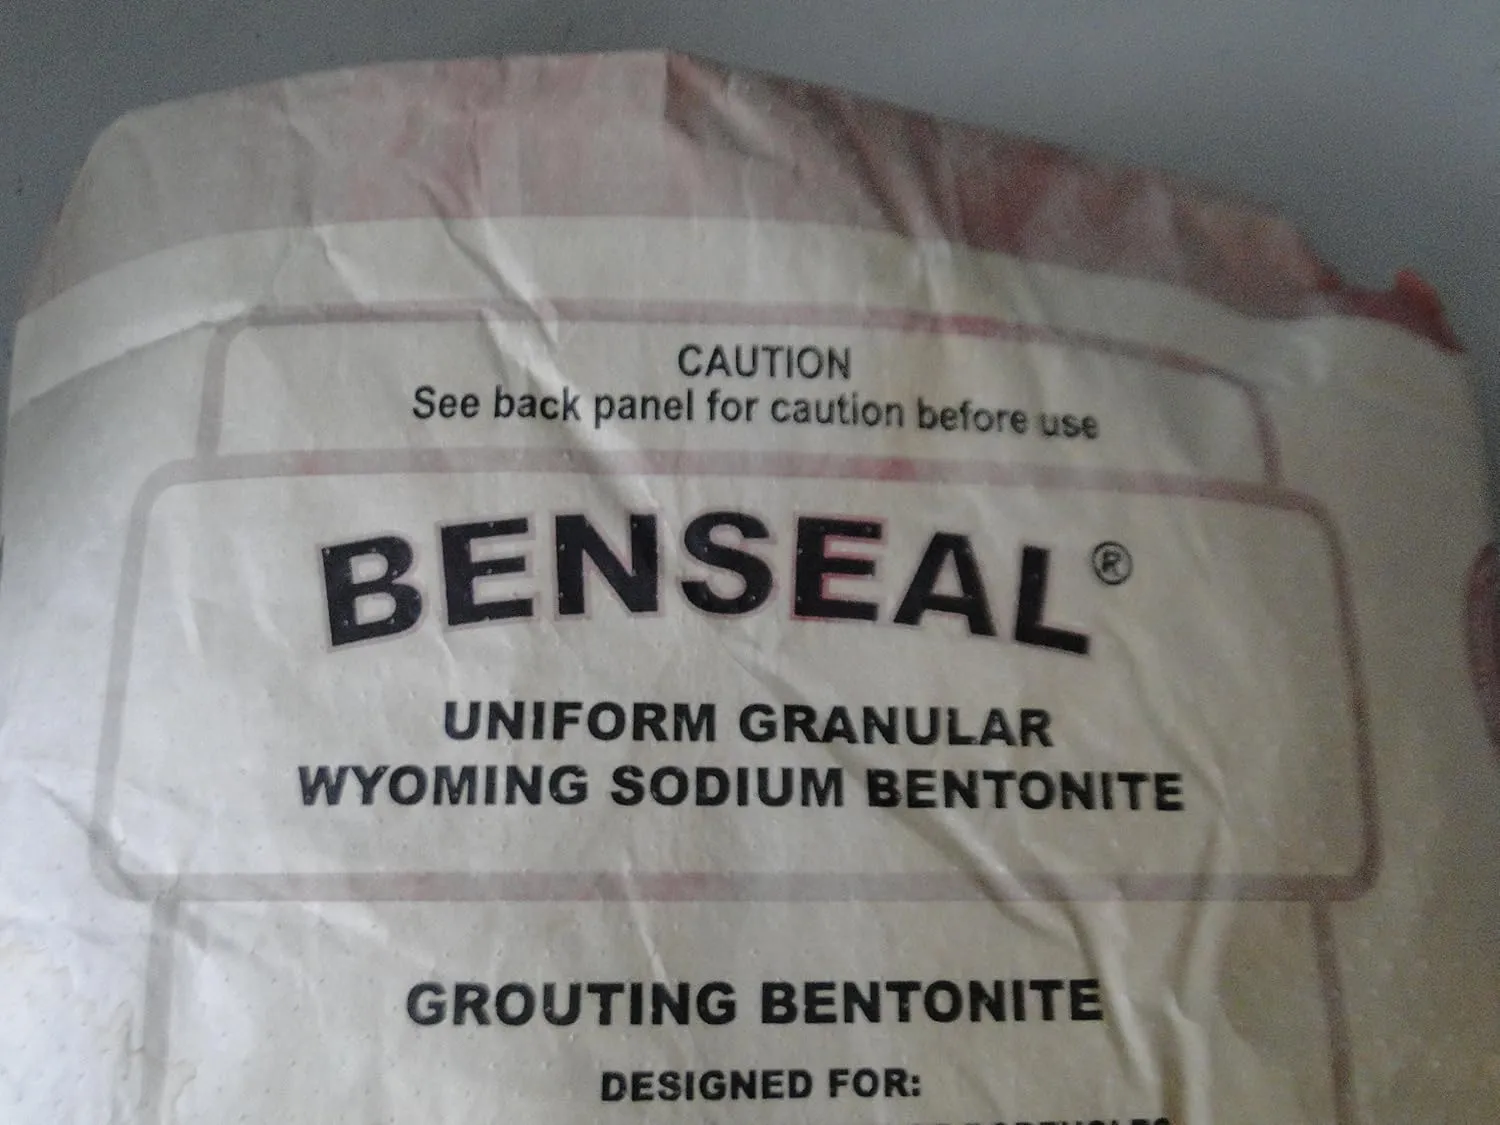 CAUTION
See back panel for caution before use
BENSEAL®
UNIFORM GRANULAR
WYOMING SODIUM BENTONITE
GROUTING BENTONITE
DESIGNED FOR: